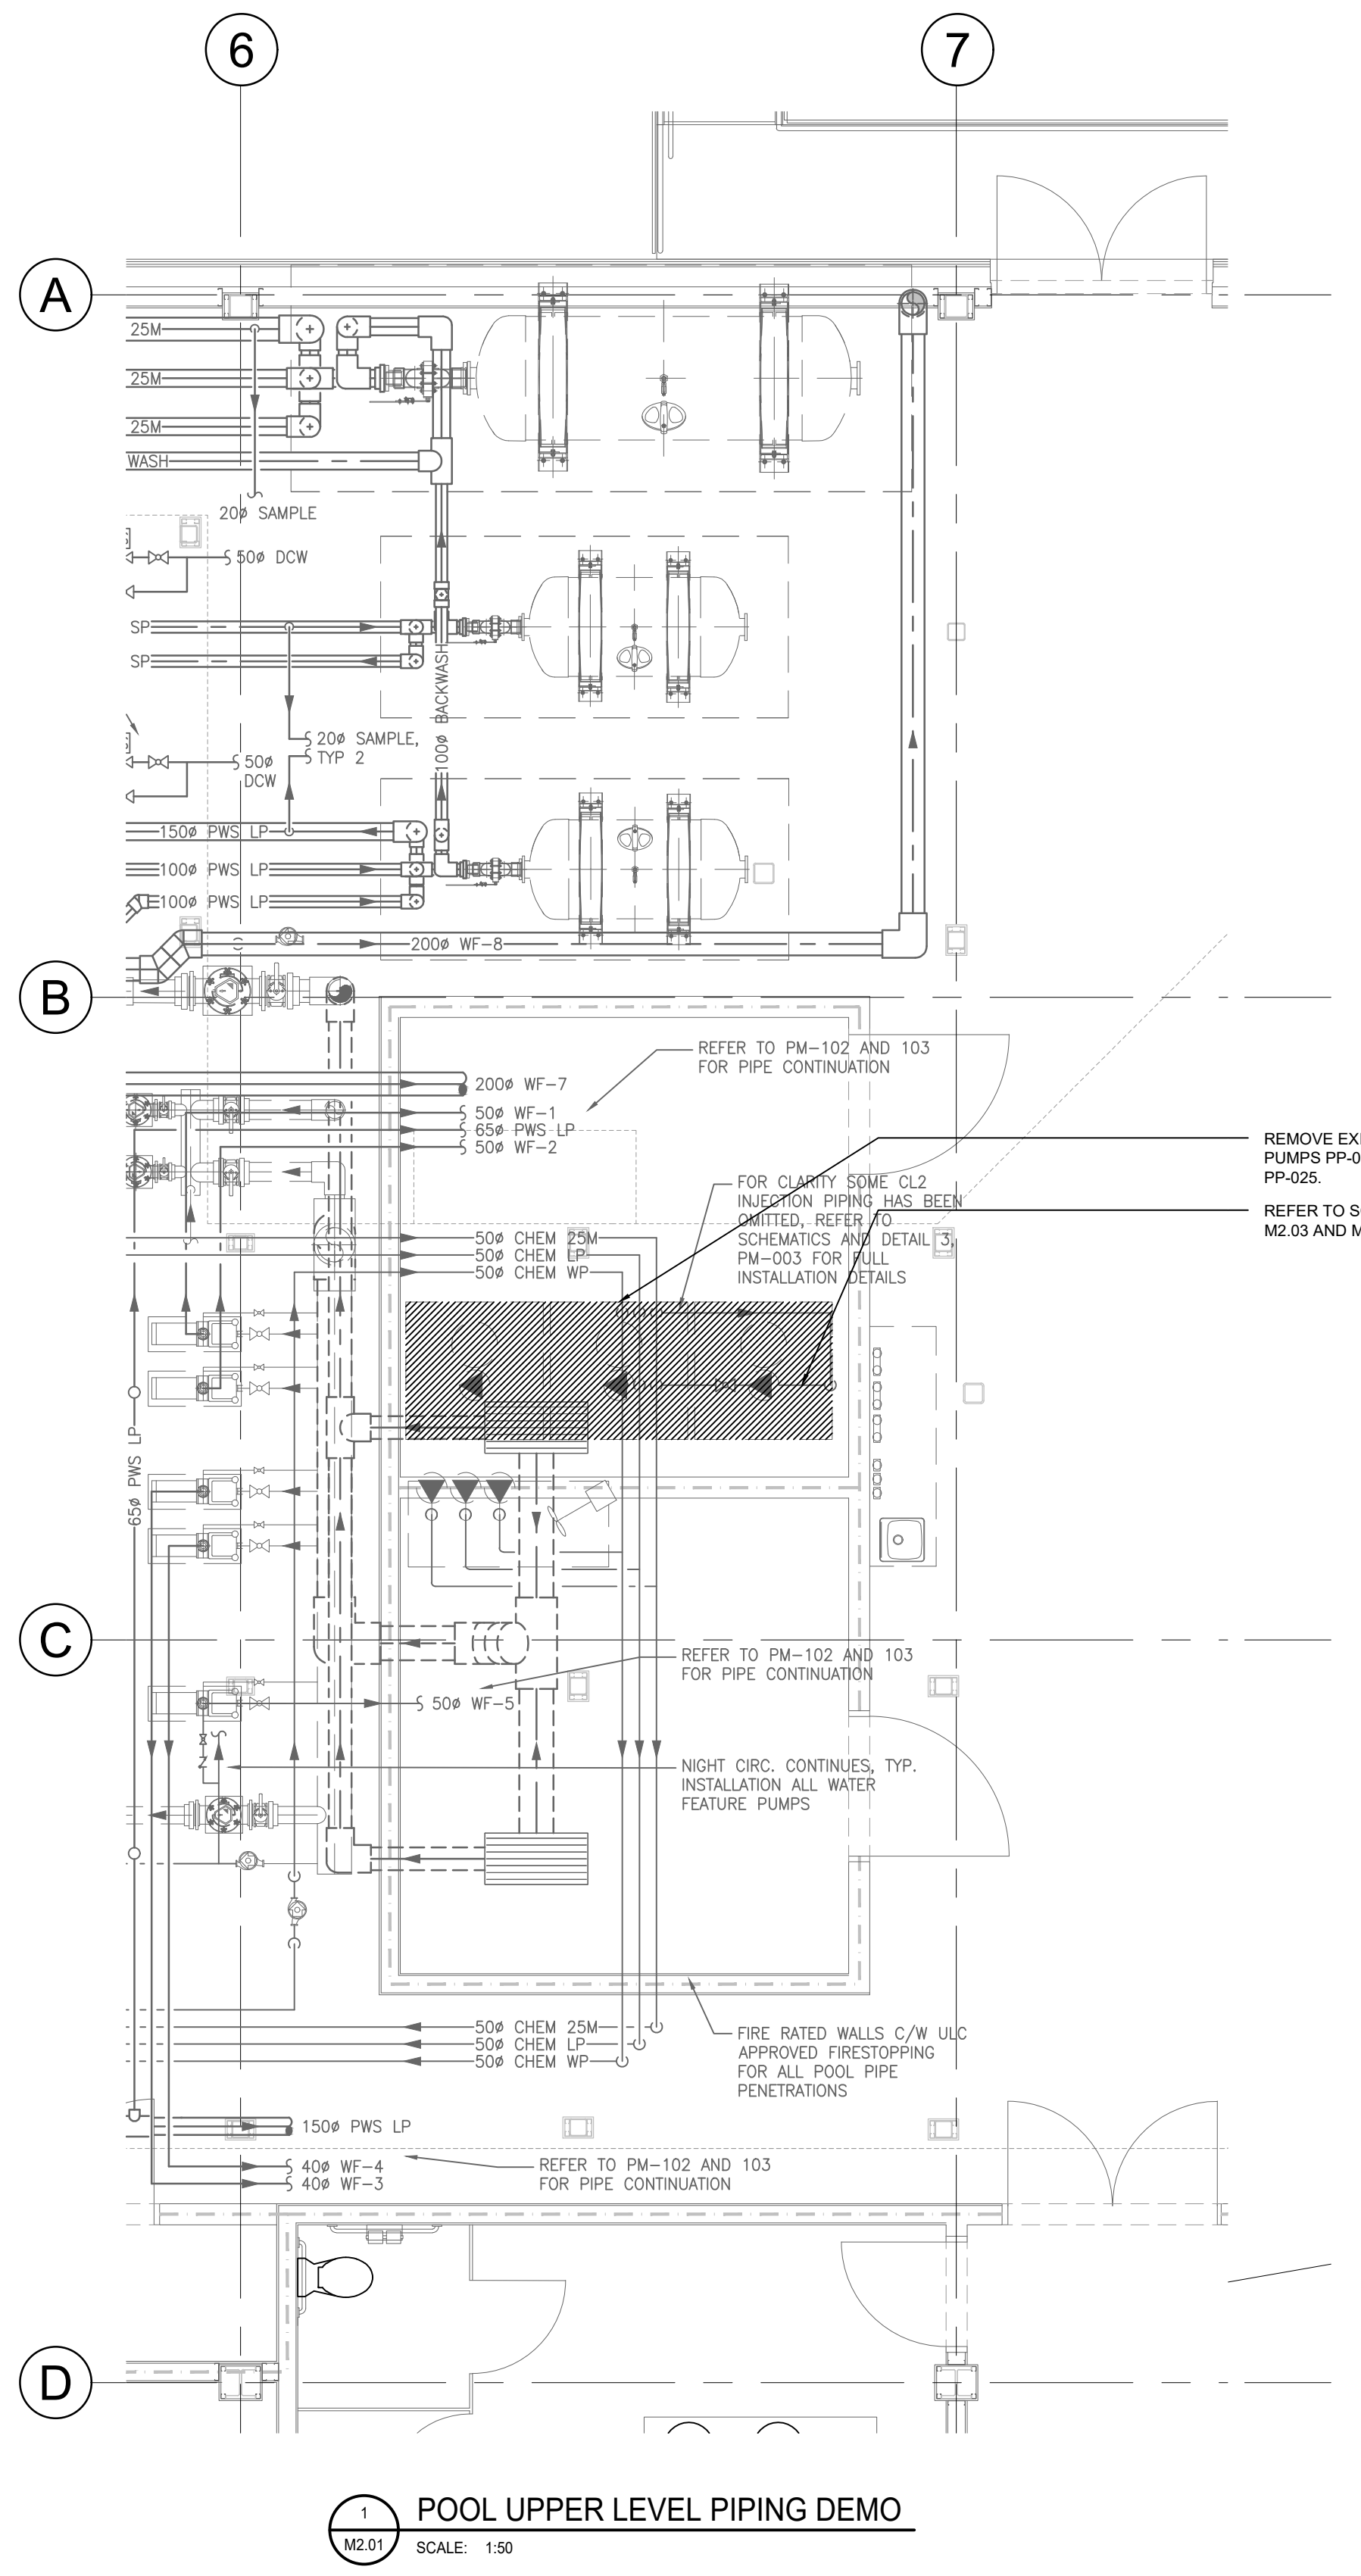 6
7
A
25M
25M
25M
WASH
20ø SAMPLE
50ø DCW
SP
SP
100ø BACKWASH
20ø SAMPLE,
TYP 2
50ø
DCW
150ø PWS LP
100ø PWS LP
100ø PWS LP
200ø WF-8
B
REFER TO PM-102 AND 103
FOR PIPE CONTINUATION
200ø WF-7
50ø WF-1
65ø PWS LP
50ø WF-2
REMOVE
PUMPS
PP-025.
REFER TO
M2.03 AND
FOR CLARITY SOME CL2
INJECTION PIPING HAS BEEN
OMITTED, REFER TO
SCHEMATICS AND DETAIL 3,
PM-003 FOR FULL
INSTALLATION DETAILS
50ø CHEM 25M
50ø CHEM LP
50ø CHEM WP
65ø PWS LP
C
REFER TO PM-102 AND 103
FOR PIPE CONTINUATION
50ø WF-5
NIGHT CIRC. CONTINUES, TYP.
INSTALLATION ALL WATER
FEATURE PUMPS
50ø CHEM 25M
50ø CHEM LP
50ø CHEM WP
FIRE RATED WALLS C/W ULC
APPROVED FIRESTOPPING
FOR ALL POOL PIPE
PENETRATIONS
150ø PWS LP
40ø WF-4
40ø WF-3
REFER TO PM-102 AND 103
FOR PIPE CONTINUATION
D
1
M2.01
POOL UPPER LEVEL PIPING DEMO
SCALE: 1:50